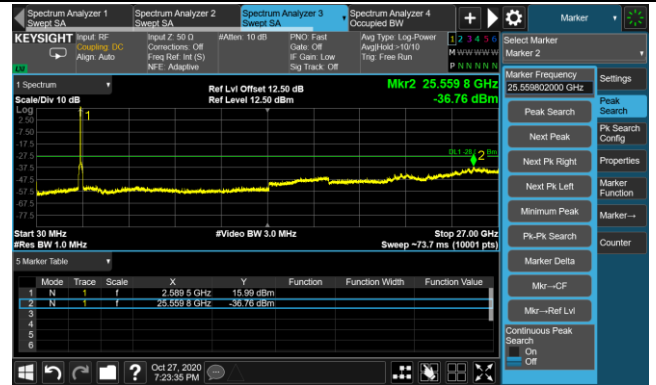 Spectrum Analyzer 1 Swept SA
Spectrum Analyzer 2 Swept SA
Spectrum Analyzer 3 Swept SA
Spectrum Analyzer 4 Occupied BW
Marker
KEYSIGHT Input: RF Input Z: 50 Ω #Atten: 10 dB PNO: Fast Avg Type: Log-Power 1 2 3 4 5 6
Coupling: DC Corrections: Off Gate: Off Avg|Hold:>10/10 M W W W W W
Align: Auto Freq Ref: Int (S) IF Gain: Low Trig: Free Run
NFE: Adaptive Sig Track: Off P N N N N N
Select Marker
Marker 2
1 Spectrum
Ref Lvl Offset 12.50 dB
Mkr2 25.559 8 GHz
Scale/Div 10 dB
Ref Level 12.50 dBm
-36.76 dBm
Log
2.50
-7.50
-17.5
-27.5
-37.5
-47.5
-57.5
-67.5
-77.5
1
2
Start 30 MHz
#Video BW 3.0 MHz
Stop 27.00 GHz
#Res BW 1.0 MHz
Sweep ~73.7 ms (10001 pts)
5 Marker Table
Mode Trace Scale X Y Function Function Width Function Value
1 N 1 f 2.589 5 GHz 15.99 dBm
2 N 1 f 25.559 8 GHz -36.76 dBm
3
4
5
6
Oct 27, 2020
7:23:35 PM
Marker Frequency
25.559802000 GHz
Peak Search
Next Peak
Next Pk Right
Next Pk Left
Minimum Peak
Pk-Pk Search
Marker Delta
Mkr→CF
Mkr→Ref Lvl
Continuous Peak Search
On
Off
Settings
Peak Search
Pk Search Config
Properties
Marker Function
Marker→
Counter